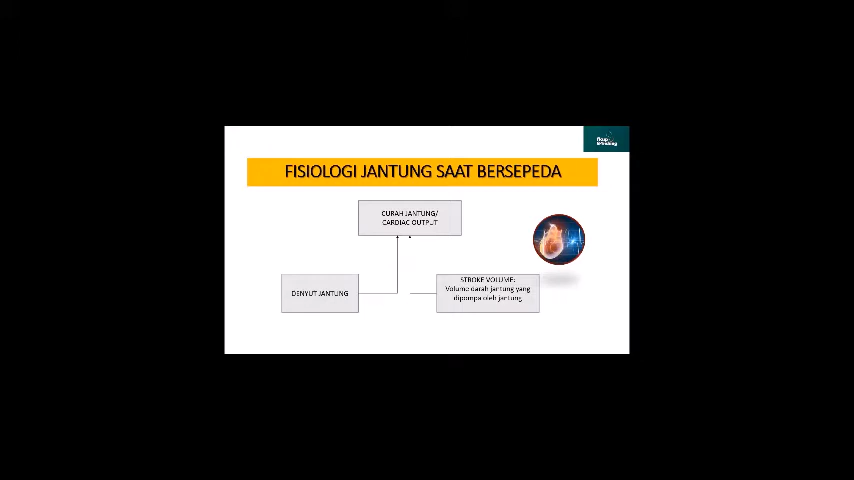 FISIOLOGI JANTUNG SAAT BERSEPEDA
CURAH JANTUNG/
CARDIAC OUTPUT
DENYUT JANTUNG
STROKE VOLUME:
Volume darah jantung yang
dipompa oleh jantung